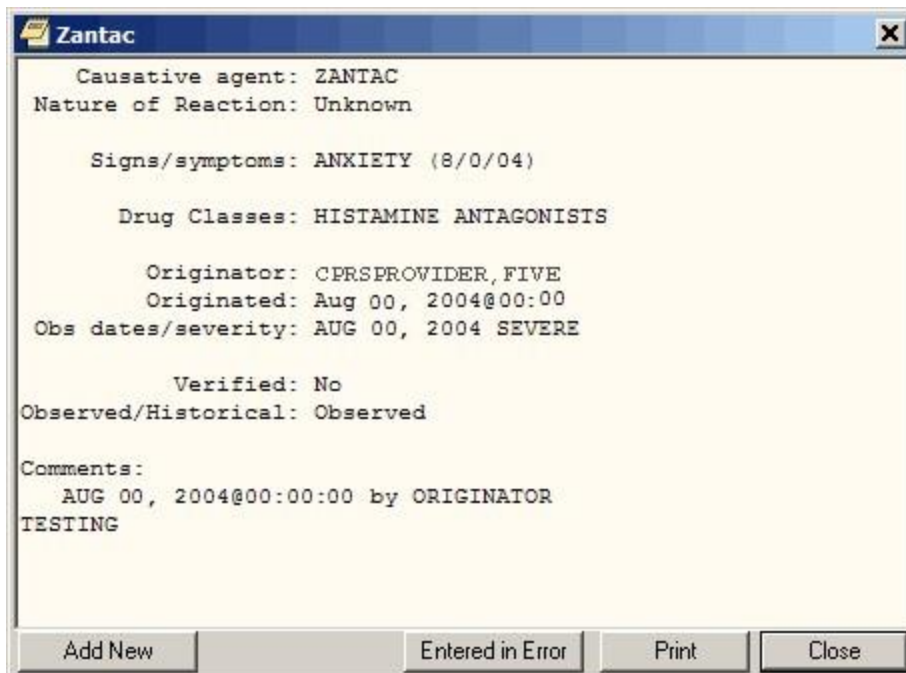 Zantac
Causative agent: ZANTAC
Nature of Reaction: Unknown
Signs/symptoms: ANXIETY (8/0/04)
Drug Classes: HISTAMINE ANTAGONISTS
Originator: CPRSPROVIDER,FIVE
Originated: Aug 00, 2004@00:00
Obs dates/severity: AUG 00, 2004 SEVERE
Verified: No
Observed/Historical: Observed
Comments:
AUG 00, 2004@00:00:00 by ORIGINATOR
TESTING
Add New Entered in Error Print Close